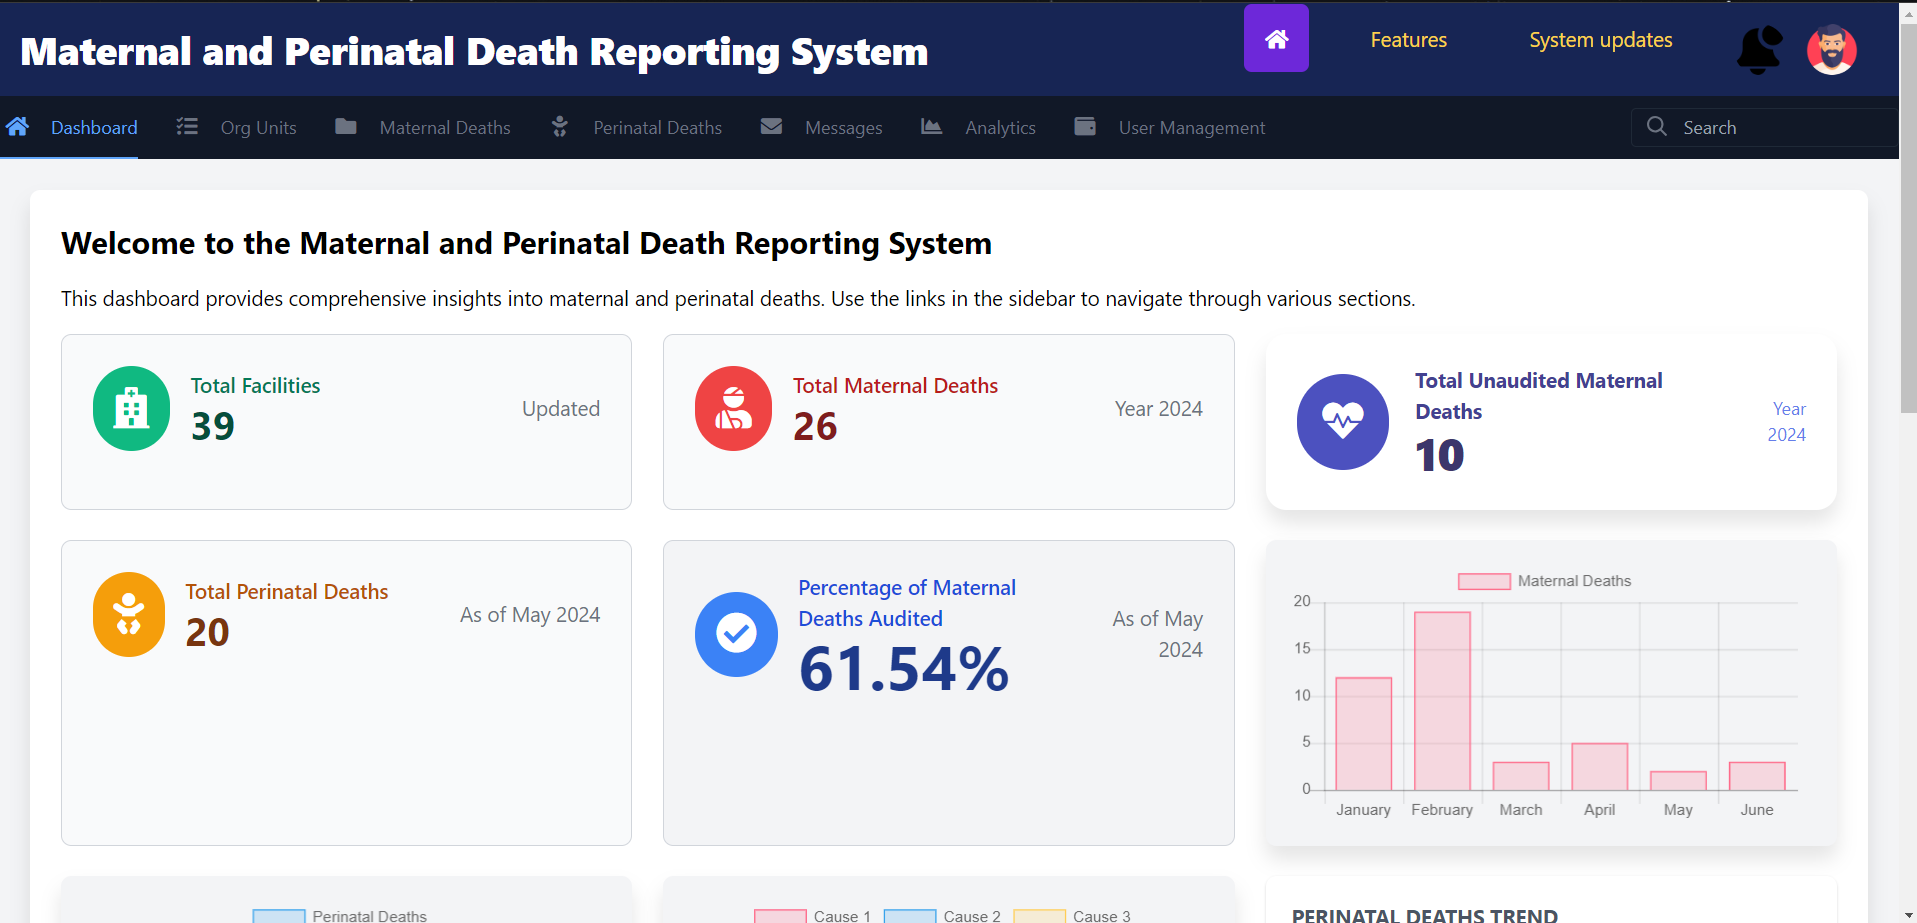 Maternal and Perinatal Death Reporting System
Features
System updates
Dashboard
Org Units
Maternal Deaths
Perinatal Deaths
Messages
Analytics
User Management
Search
Welcome to the Maternal and Perinatal Death Reporting System
This dashboard provides comprehensive insights into maternal and perinatal deaths. Use the links in the sidebar to navigate through various sections.
Total Facilities
39
Updated
Total Maternal Deaths
26
Year 2024
Total Unaudited Maternal
Deaths
10
Year
2024
Total Perinatal Deaths
20
As of May 2024
Percentage of Maternal
Deaths Audited
61.54%
As of May
2024
Maternal Deaths
20
15
10
5
0
January February March April May June
Perinatal Deaths
Cause 1 Cause 2 Cause 3
PERINATAL DEATHS TREND